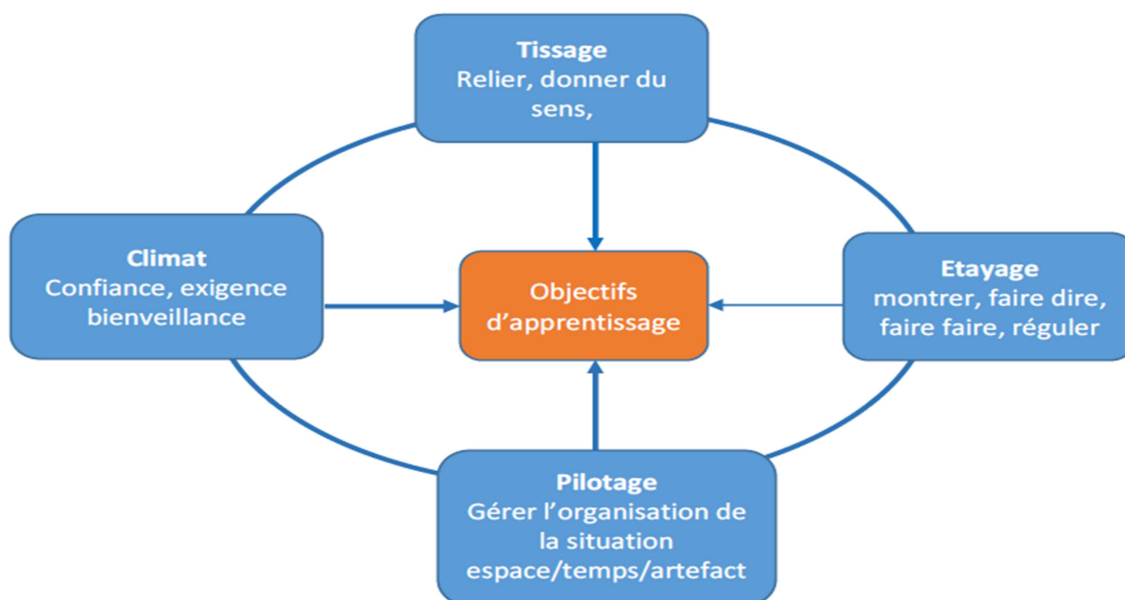 Tissage
Relier, donner du
sens,
Climat
Confiance, exigence
bienveillance
Objectifs
d'apprentissage
Etayage
montrer, faire dire,
faire faire, réguler
Pilotage
Gérer l'organisation de
la situation
espace/temps/artefact